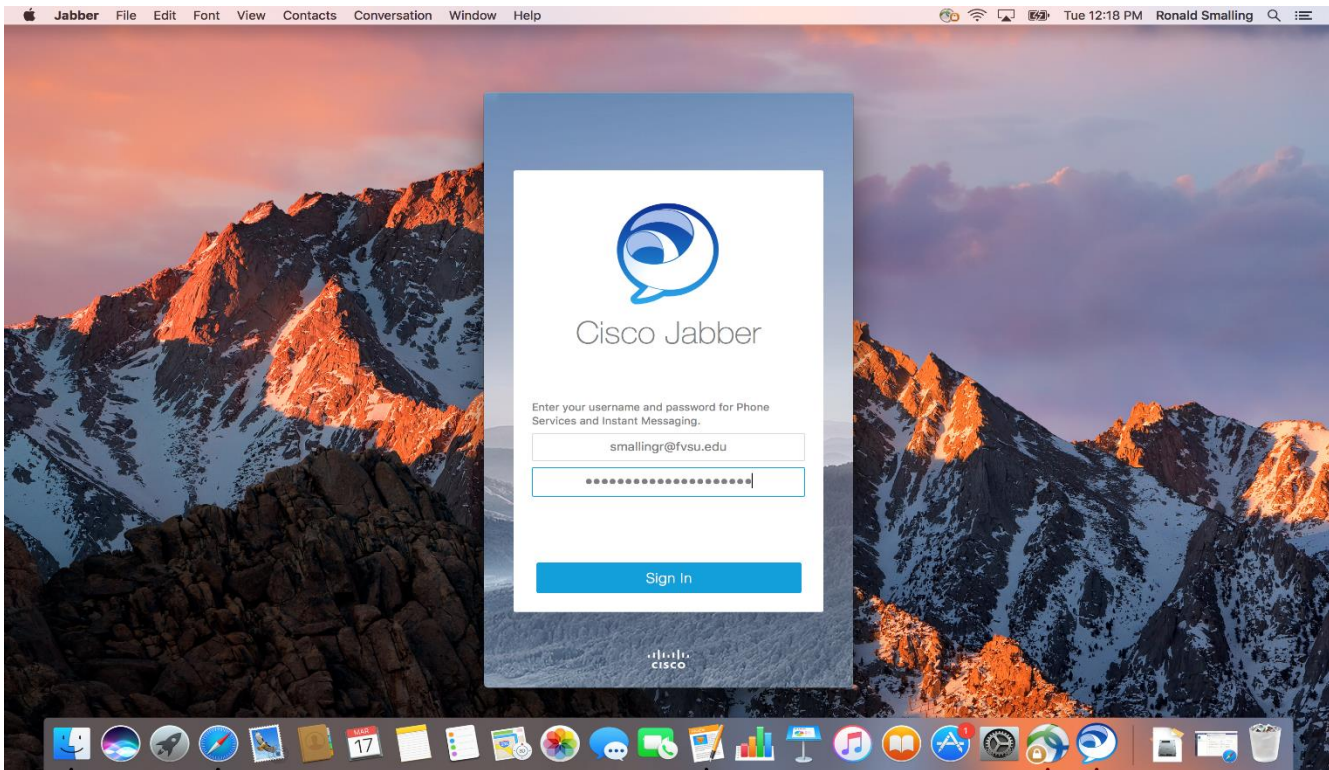 Jabber File Edit Font View Contacts Conversation Window Help Tue 12:18 PM Ronald Smalling
Cisco Jabber
Enter your username and password for Phone
Services and Instant Messaging.
smallingr@fvsu.edu
Sign In
CISCO
MAR
17
1